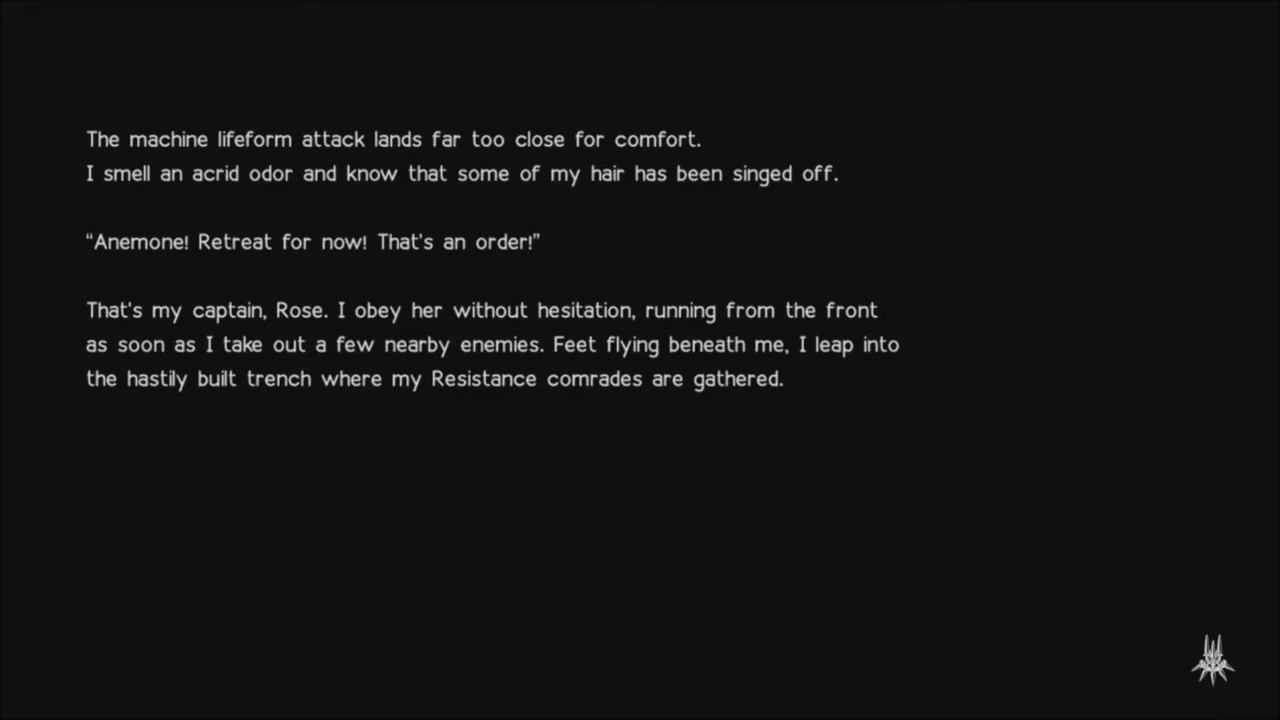 The machine lifeform attack lands far too close for comfort.
I smell an acrid odor and know that some of my hair has been singed off.
“Anemone! Retreat for now! That's an order!”
That's my captain, Rose. I obey her without hesitation, running from the front
as soon as I take out a few nearby enemies. Feet flying beneath me, I leap into
the hastily built trench where my Resistance comrades are gathered.